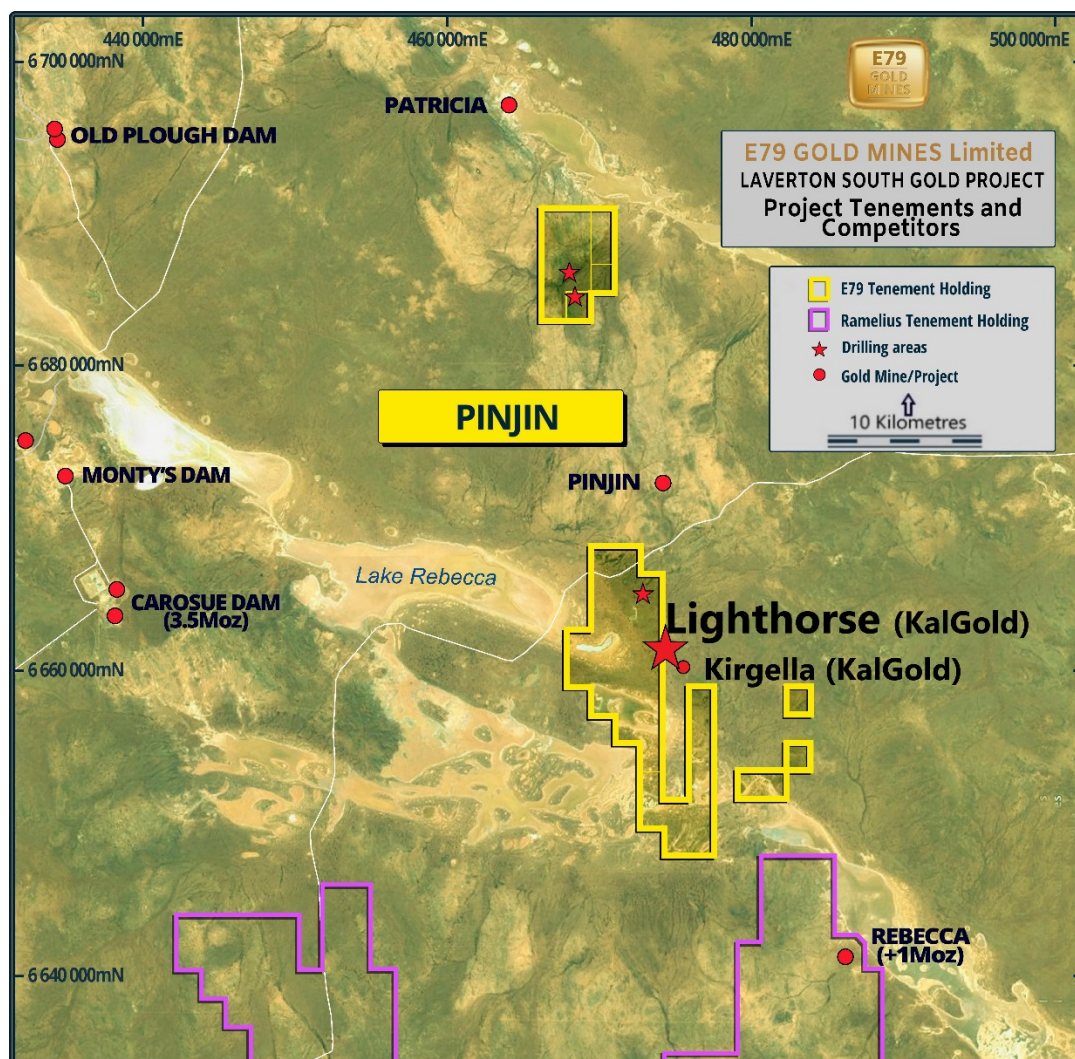 440 000mE
460 000mE
480 000mE
500 000mE
6 700 000mN
E79
GOLD
MINES
PATRICIA
OLD PLOUGH DAM
E79 GOLD MINES Limited
LAVERTON SOUTH GOLD PROJECT
Project Tenements and
Competitors
E79 Tenement Holding
Ramelius Tenement Holding
Drilling areas
Gold Mine/Project
10 Kilometres
6 680 000mN
PINJIN
MONTY'S DAM
PINJIN
Lake Rebecca
CAROSUE DAM
(3.5Moz)
Lighthorse (KalGold)
Kirgella (KalGold)
6 660 000mN
REBECCA
(+1Moz)
6 640 000mN